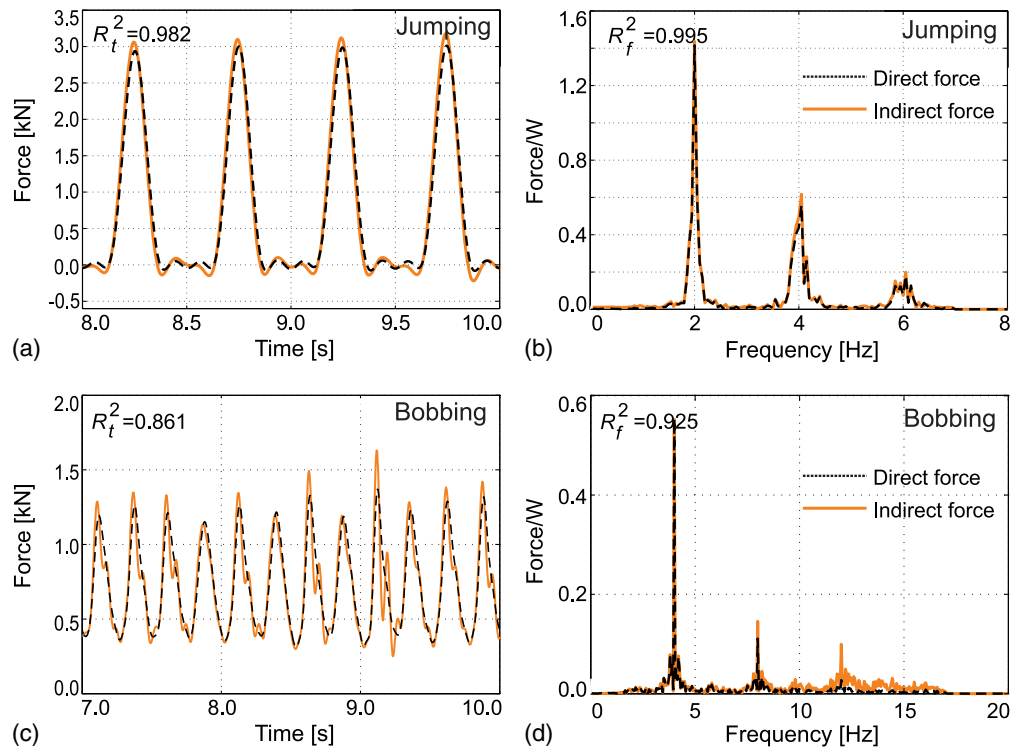 R_t^2=0.982
Jumping
3.5
3.0
2.5
2.0
1.5
1.0
0.5
0.0
-0.5
Force [kN]
8.0 8.5 9.0 9.5 10.0
Time [s]
(a)
R_f^2=0.995
Jumping
Direct force
Indirect force
1.6
1.2
0.8
0.4
0.0
Force/W
0 2 4 6 8
Frequency [Hz]
(b)
R_t^2=0.861
Bobbing
2.0
1.5
1.0
0.5
0.0
Force [kN]
7.0 8.0 9.0 10.0
Time [s]
(c)
R_f^2=0.925
Bobbing
Direct force
Indirect force
0.6
0.4
0.2
0.0
Force/W
0 5 10 15 20
Frequency [Hz]
(d)